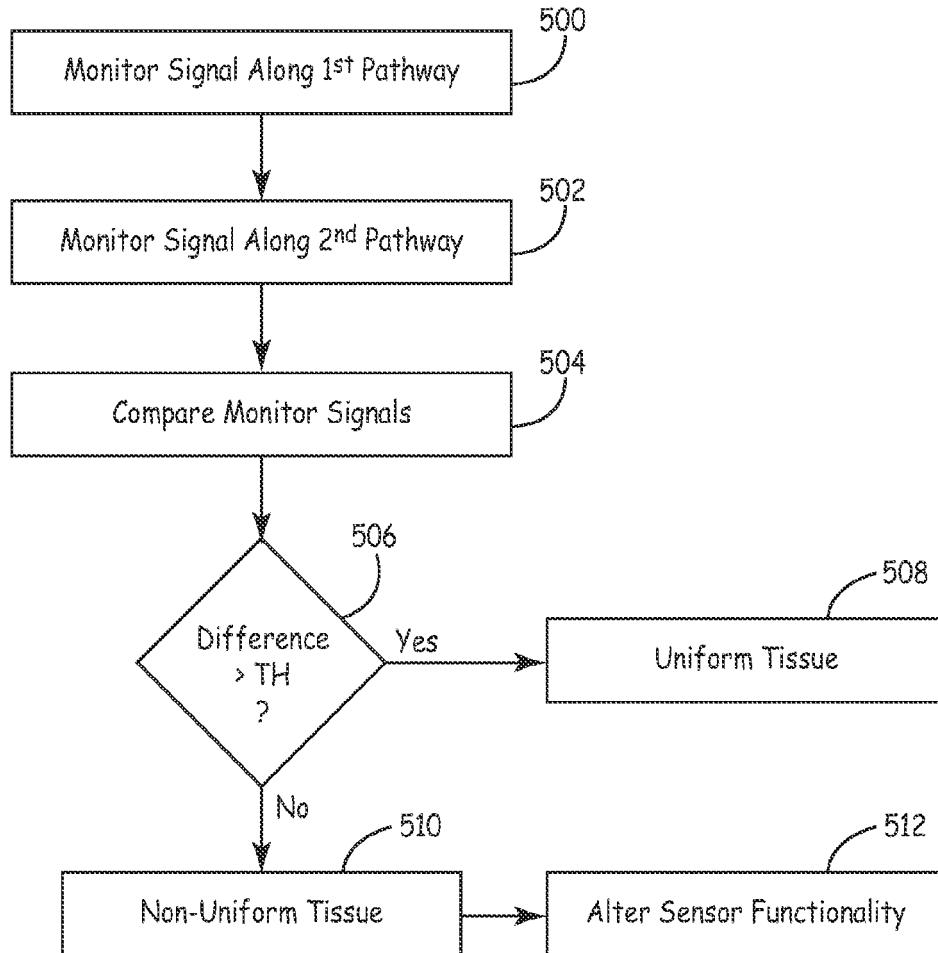 500
Monitor Signal Along 1st Pathway
502
Monitor Signal Along 2nd Pathway
504
Compare Monitor Signals
506
Difference
> TH
?
Yes
508
Uniform Tissue
No
510
Non-Uniform Tissue
512
Alter Sensor Functionality